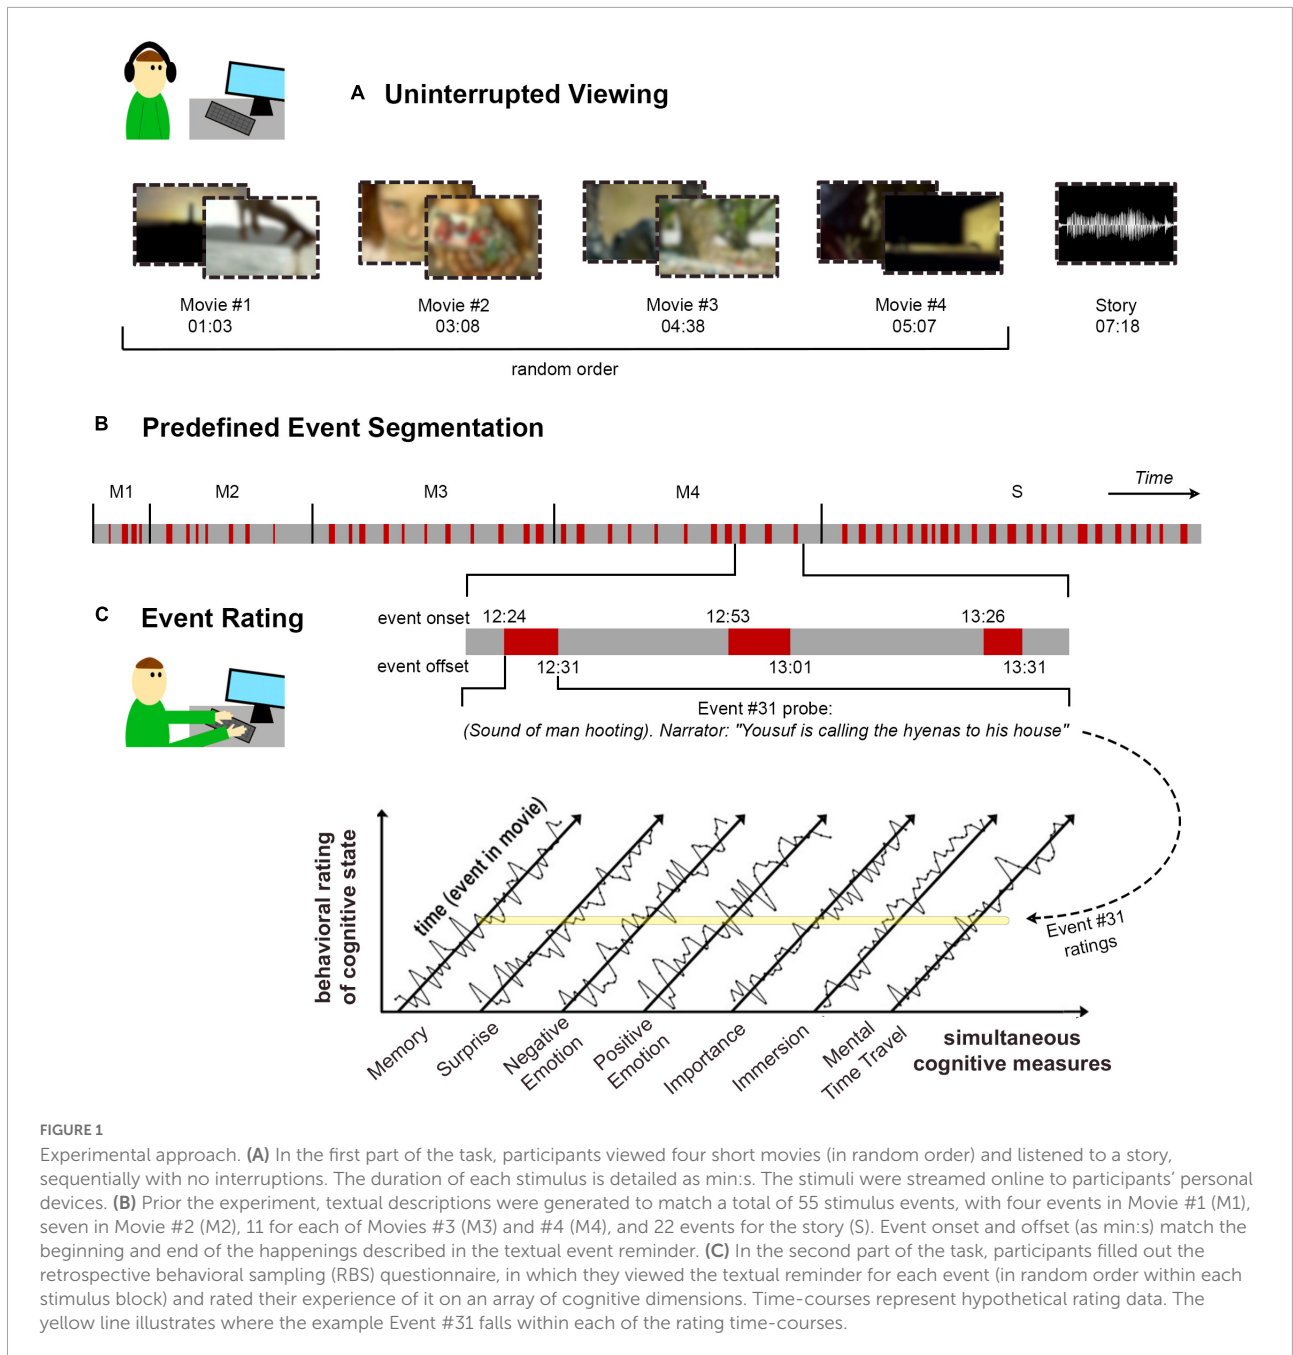 A Uninterrupted Viewing
Movie #1
01:03
Movie #2
03:08
Movie #3
04:38
Movie #4
05:07
Story
07:18
random order
B Predefined Event Segmentation
M1 M2 M3 M4 S Time
C Event Rating
event onset 12:24 12:53 13:26
event offset 12:31 13:01 13:31
Event #31 probe:
(Sound of man hooting). Narrator: "Yousuf is calling the hyenas to his house"
behavioral rating
of cognitive state
time (event in movie)
Event #31
ratings
Memory
Surprise
Negative
Emotion
Positive
Emotion
Importance
Immersion
Mental
Time Travel
simultaneous
cognitive measures
FIGURE 1
Experimental approach. (A) In the first part of the task, participants viewed four short movies (in random order) and listened to a story,
sequentially with no interruptions. The duration of each stimulus is detailed as min:s. The stimuli were streamed online to participants' personal
devices. (B) Prior the experiment, textual descriptions were generated to match a total of 55 stimulus events, with four events in Movie #1 (M1),
seven in Movie #2 (M2), 11 for each of Movies #3 (M3) and #4 (M4), and 22 events for the story (S). Event onset and offset (as min:s) match the
beginning and end of the happenings described in the textual event reminder. (C) In the second part of the task, participants filled out the
retrospective behavioral sampling (RBS) questionnaire, in which they viewed the textual reminder for each event (in random order within each
stimulus block) and rated their experience of it on an array of cognitive dimensions. Time-courses represent hypothetical rating data. The
yellow line illustrates where the example Event #31 falls within each of the rating time-courses.